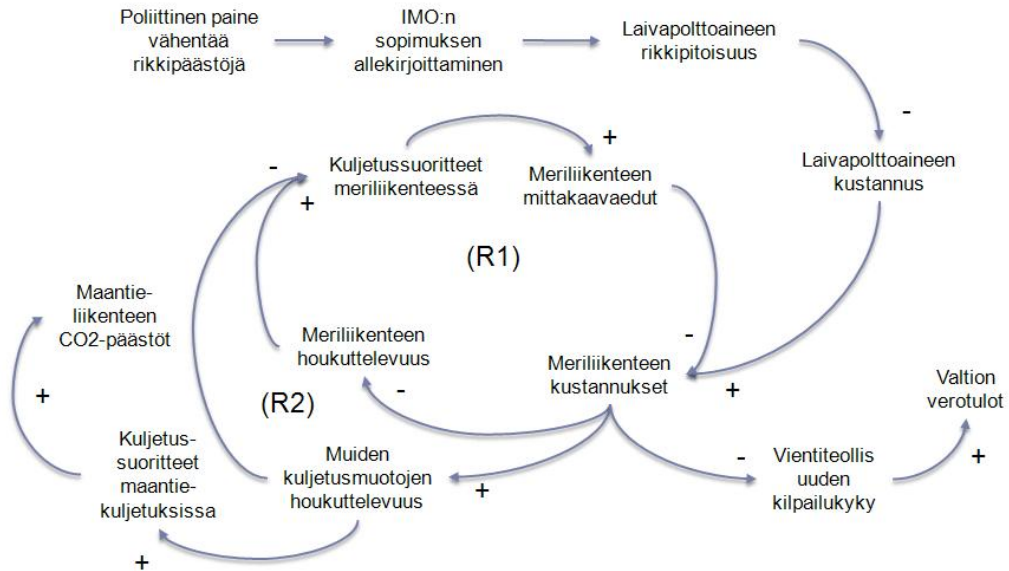 Poliittinen paine
vähentää
rikkipäästöjä
IMO:n
sopimuksen
allekirjoittaminen
Laivapolttoaineen
rikkipitoisuus
-
Laivapolttoaineen
kustannus
-
+
Kuljetussuoritteet
meriliikenteessä
+
Meriliikenteen
mittakaavaedut
(R1)
Maantie-
liikenteen
CO2-päästöt
Meriliikenteen
houkuttelevuus
-
Meriliikenteen
kustannukset
+
-
Valtion
verotulot
+
(R2)
Kuljetus-
suoritteet
maantie-
kuljetuksissa
Muiden
kuljetusmuotojen
houkuttelevuus
+
-
Vientiteollis
uuden
kilpailukyky
+
+